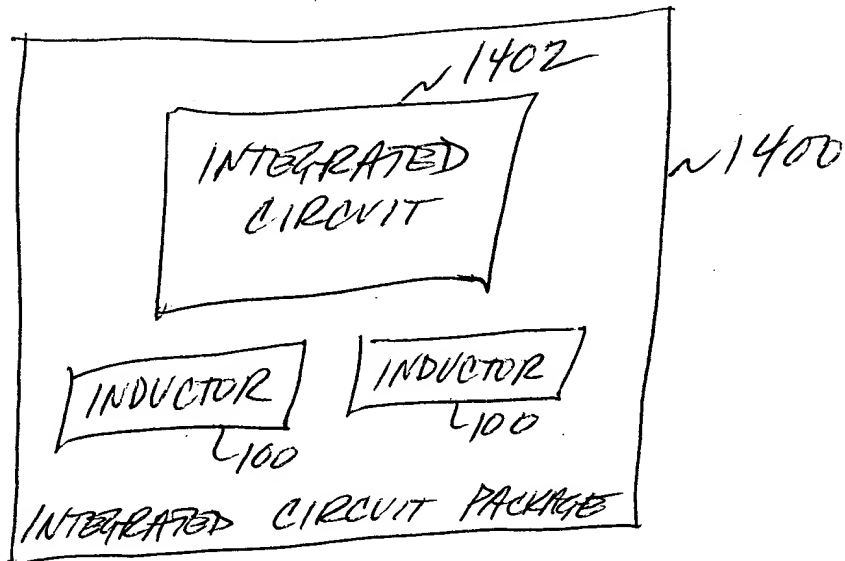 1402
INTEGRATED
CIRCUIT
1400
INDUCTOR
INDUCTOR
100
100
INTEGRATED CIRCUIT PACKAGE